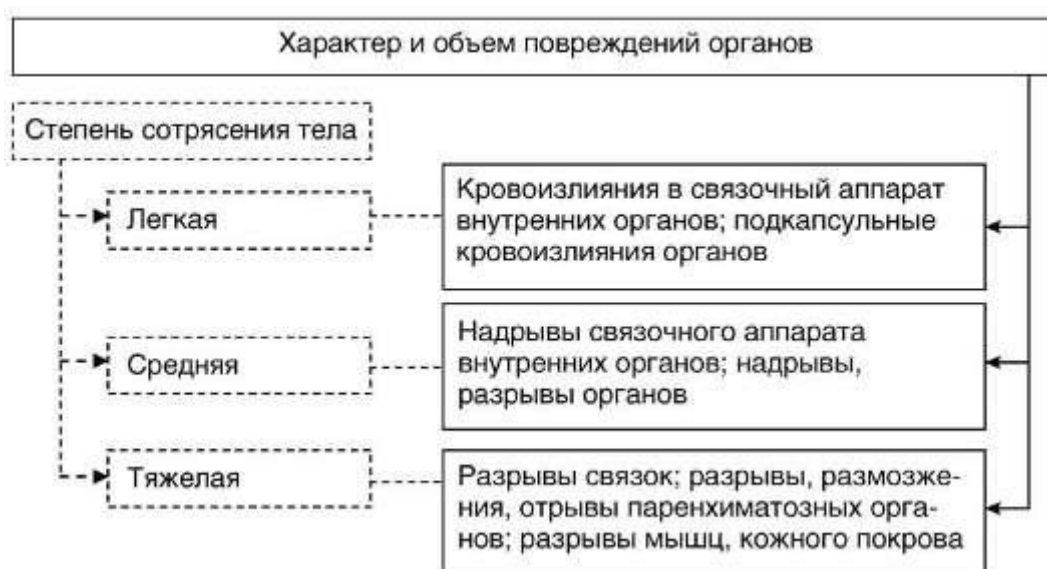 Характер и объем повреждений органов
Степень сотрясения тела
Легкая
Кровоизлияния в связочный аппарат
внутренних органов; подкапсульные
кровоизлияния органов
Средняя
Надрывы связочного аппарата
внутренних органов; надрывы,
разрывы органов
Тяжелая
Разрывы связок; разрывы, размозже-
ния, отрывы паренхиматозных орга-
нов; разрывы мышц, кожного покрова